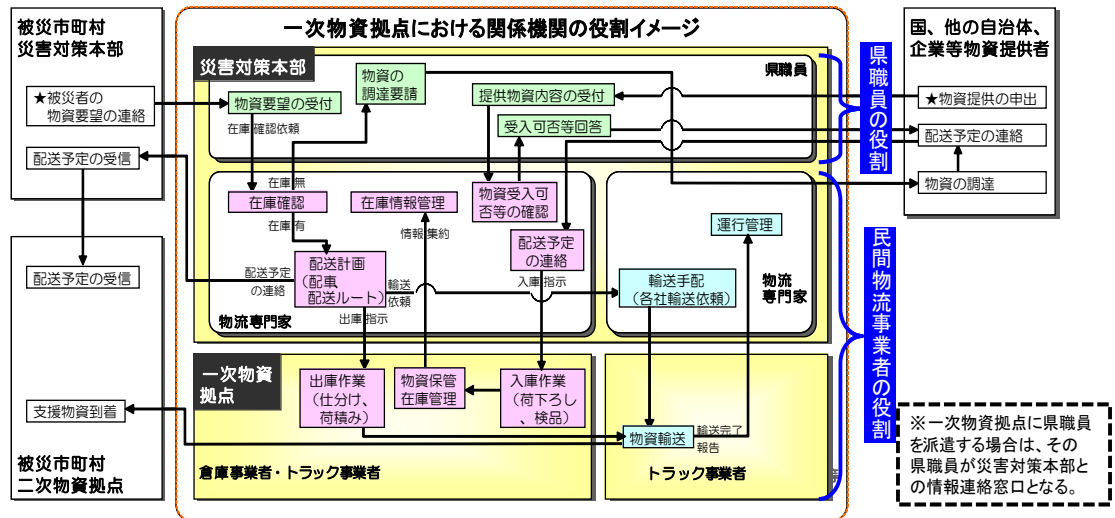 一次物資拠点における関係機関の役割イメージ
被災市町村
災害対策本部
★被災者の
物資要望の連絡
配送予定の受信
配送予定の受信
支援物資到着
被災市町村
二次物資拠点
災害対策本部
県職員
物資要望の受付
在庫確認依頼
物資の
調達要請
提供物資内容の受付
受入可否等回答
在庫無
在庫確認
在庫有
在庫情報管理
情報集約
物資受入可
否等の確認
配送予定
の連絡
入庫指示
配送計画
（配車、
配送ルート）
配送予定
の連絡
輸送
依頼
出庫指示
物流専門家
運行管理
輸送手配
（各社輸送依頼）
物流
専門家
一次物資
拠点
出庫作業
（仕分け、
荷積み）
物資保管
在庫管理
入庫作業
（荷下ろし
、検品）
倉庫事業者・トラック事業者
物資輸送
輸送完了
報告
トラック事業者
等
県職員の役割
民間物流事業者の役割
国、他の自治体、
企業等物資提供者
★物資提供の申出
配送予定の連絡
物資の調達
※一次物資拠点に県職員
を派遣する場合は、その
県職員が災害対策本部と
の情報連絡窓口となる。